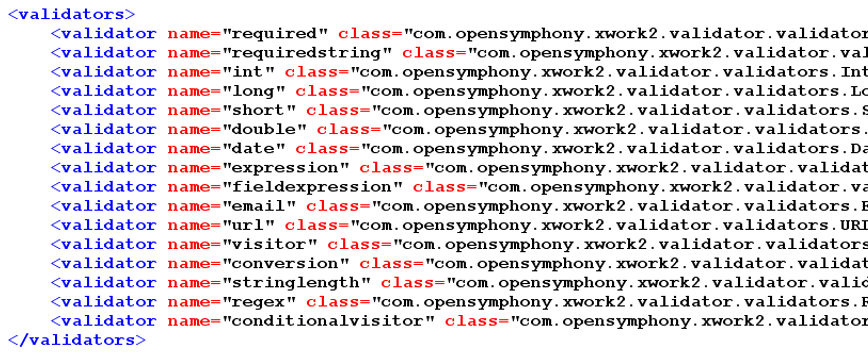 <validators>
<validator name="required" class="com.opensymphony.xwork2.validator.validator
<validator name="requiredstring" class="com.opensymphony.xwork2.validator.val
<validator name="int" class="com.opensymphony.xwork2.validator.validators.Int
<validator name="long" class="com.opensymphony.xwork2.validator.validators.Lo
<validator name="short" class="com.opensymphony.xwork2.validator.validators.S
<validator name="double" class="com.opensymphony.xwork2.validator.validators.
<validator name="date" class="com.opensymphony.xwork2.validator.validators.Da
<validator name="expression" class="com.opensymphony.xwork2.validator.validat
<validator name="fieldexpression" class="com.opensymphony.xwork2.validator.va
<validator name="email" class="com.opensymphony.xwork2.validator.validators.E
<validator name="url" class="com.opensymphony.xwork2.validator.validators.URL
<validator name="visitor" class="com.opensymphony.xwork2.validator.validators
<validator name="conversion" class="com.opensymphony.xwork2.validator.validat
<validator name="stringlength" class="com.opensymphony.xwork2.validator.valid
<validator name="regex" class="com.opensymphony.xwork2.validator.validators.R
<validator name="conditionalvisitor" class="com.opensymphony.xwork2.validator
</validators>